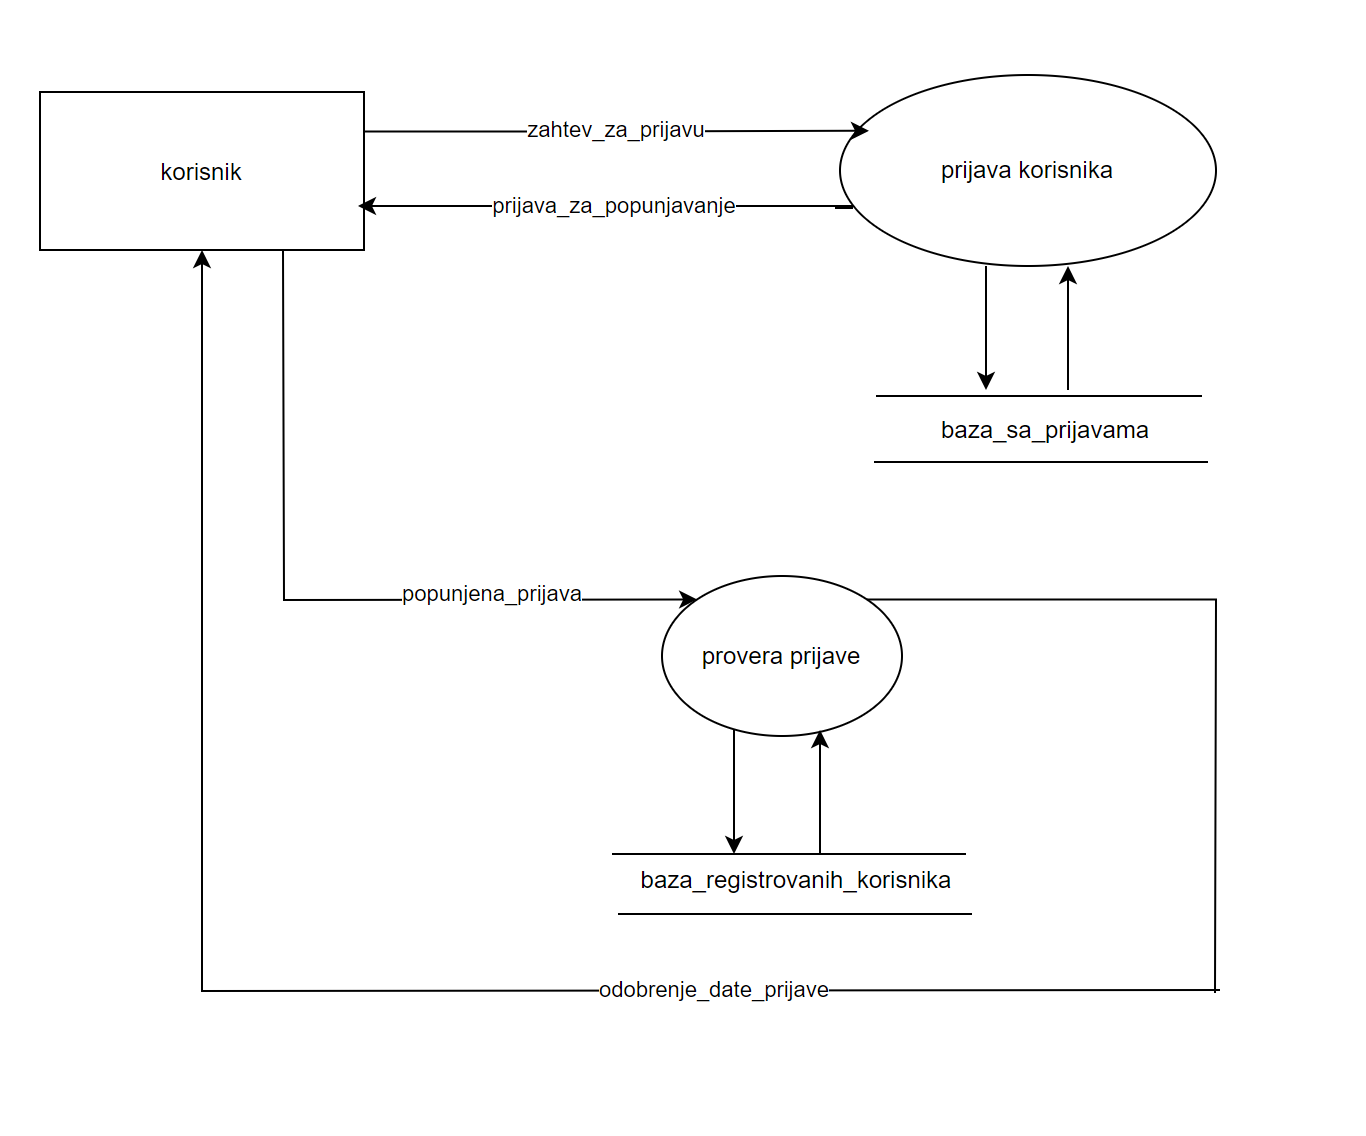 zahtev_za_prijavu
korisnik
prijava korisnika
prijava_za_popunjavanje
baza_sa_prijavama
popunjena_prijava
provera prijave
baza_registrovanih_korisnika
odobrenje_date_prijave